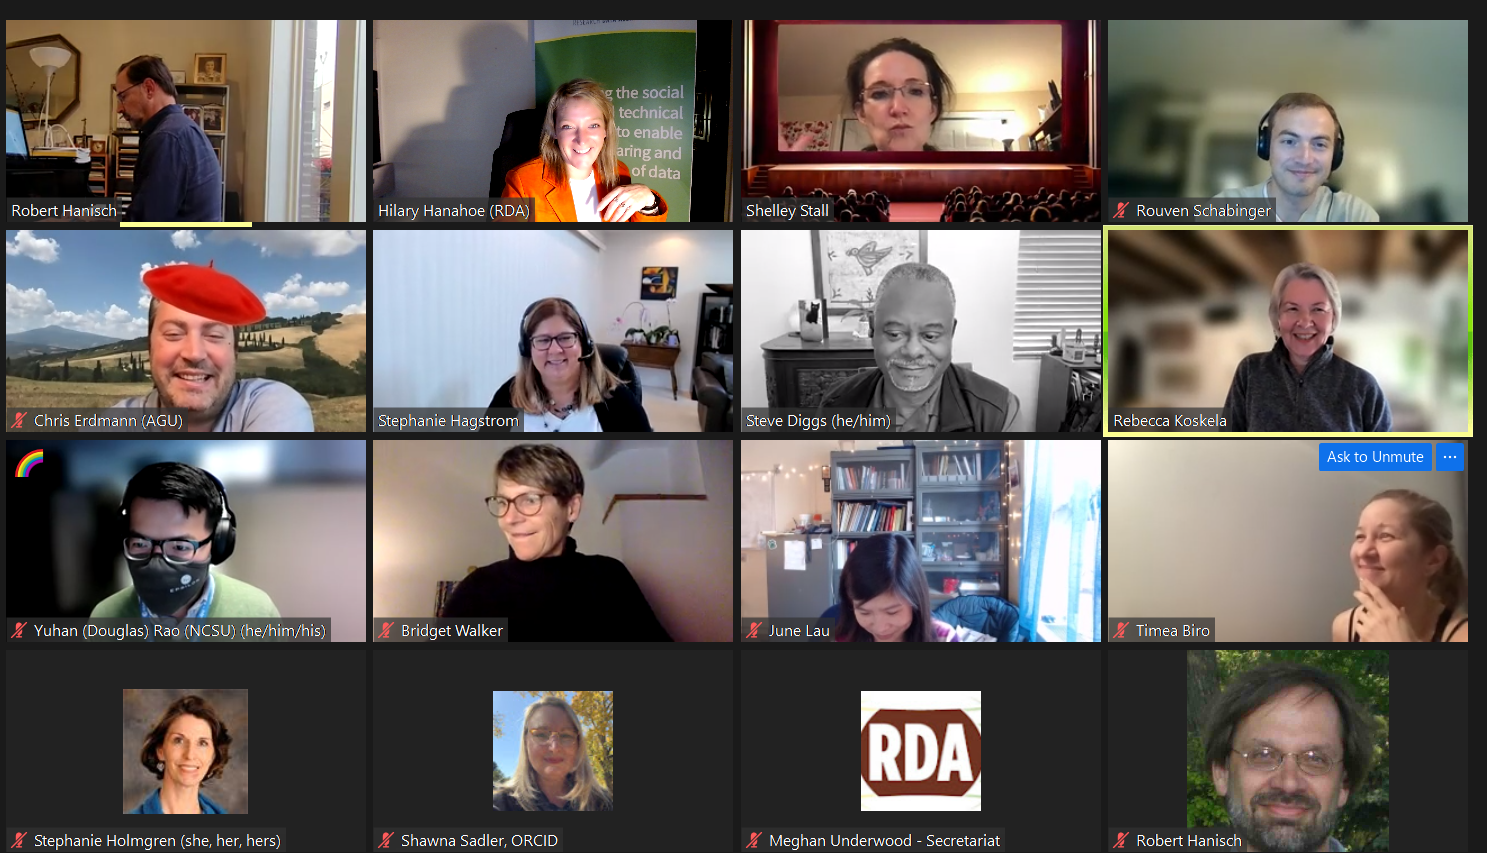 g the social
technical
to enable
aring and
of data
Robert Hanisch
Hilary Hanahoe (RDA)
Shelley Stall
Rouven Schabinger
Chris Erdmann (AGU)
Stephanie Hagstrom
Steve Diggs (he/him)
Rebecca Koskela
Ask to Unmute
Yuhan (Douglas) Rao (NCSU) (he/him/his)
Bridget Walker
June Lau
Timea Biro
RDA
Stephanie Holmgren (she, her, hers)
Shawna Sadler, ORCID
Meghan Underwood - Secretariat
Robert Hanisch